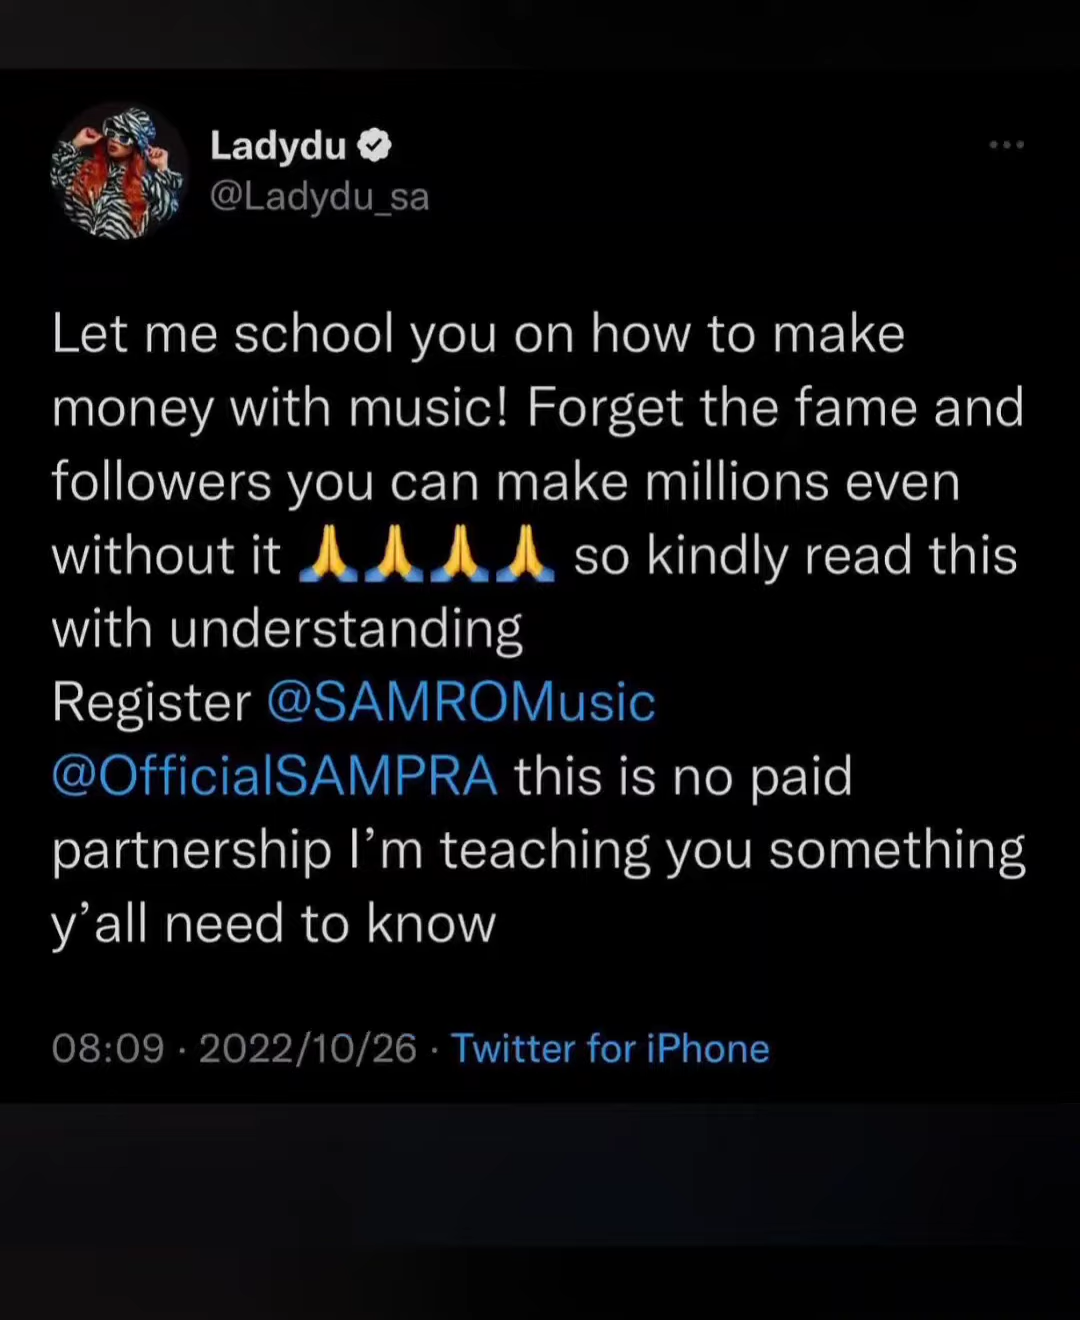 Ladydu
@Ladydu_sa
Let me school you on how to make
money with music! Forget the fame and
followers you can make millions even
without it 🙏🙏🙏🙏 so kindly read this
with understanding
Register @SAMROMusic
@OfficialSAMPRA this is no paid
partnership I’m teaching you something
y’all need to know
08:09 · 2022/10/26 · Twitter for iPhone